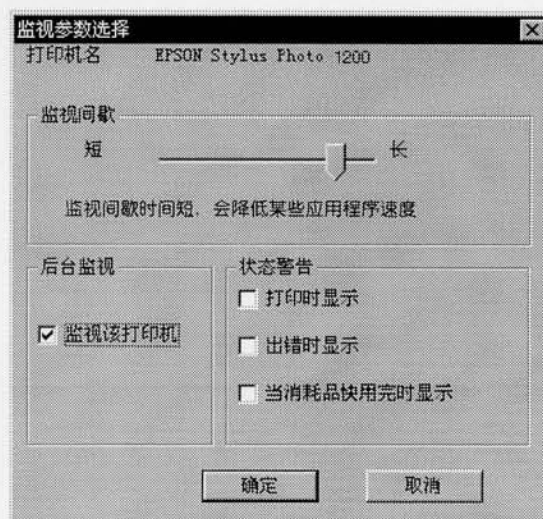 监视参数选择
打印机名 EPSON Stylus Photo 1200
监视间歇
短 长
监视间歇时间短，会降低某些应用程序速度
后台监视
监视该打印机
状态警告
打印时显示
出错时显示
当消耗品快用完时显示
确定 取消